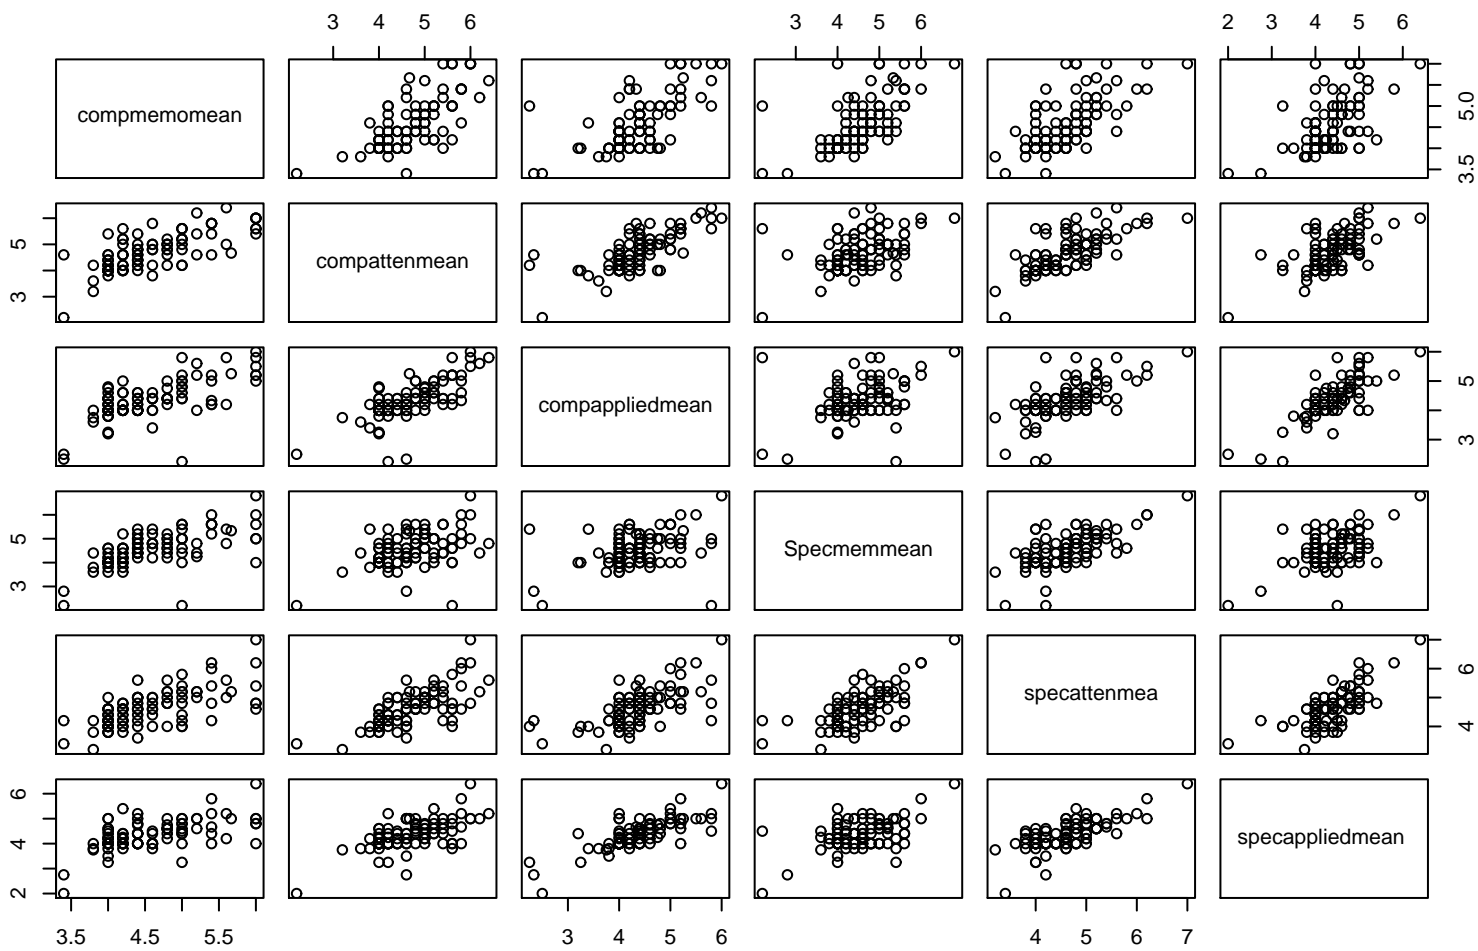 3 4 5 6 3 4 5 6 2 3 4 5 6
compmemomean 3.5 5.0
3 5 compattenmean
compappliedmean 3 5
3 5 Specmemmean
specattenmea 4 6
2 4 6 specappliedmean
3.5 4.5 5.5 3 4 5 6 4 5 6 7